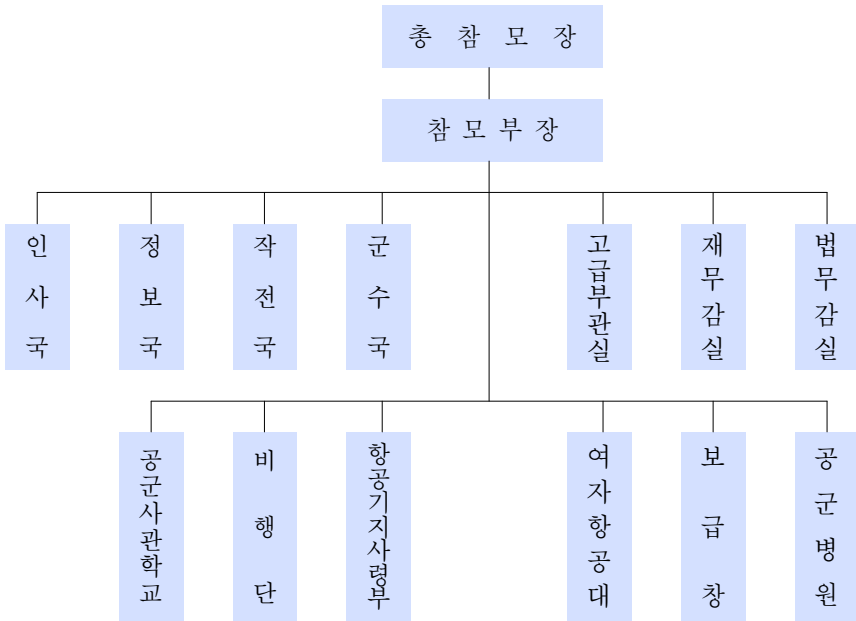 총 참 모 장
참 모 부 장
인사국
정보국
작전국
군수국
고급부관실
재무감실
법무감실
공군사관학교
비행단
항공기지사령부
여자항공대
보급창
공군병원